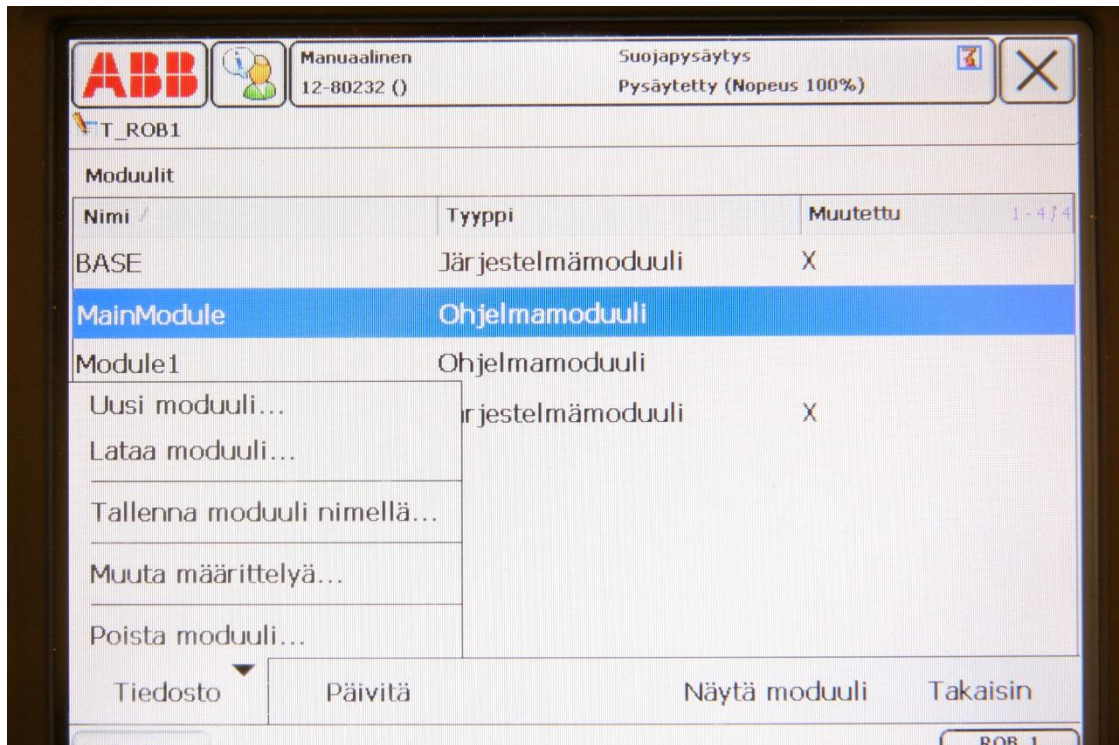 ABB Manuaalinen Suojapysäytys
12-80232 () Pysäytetty (Nopeus 100%)
T_ROB1
Moduulit
Nimi / Tyyppi Muutettu 1-4/4
BASE Järjestelmämoduuli X
MainModule Ohjelmamoduuli
Module1 Ohjelmamoduuli
Uusi moduuli...
rjestelmämoduuli X
Lataa moduuli...
Tallenna moduuli nimellä...
Muuta määrittelyä...
Poista moduuli...
Tiedosto Päivitä Näytä moduuli Takaisin
ROB_1